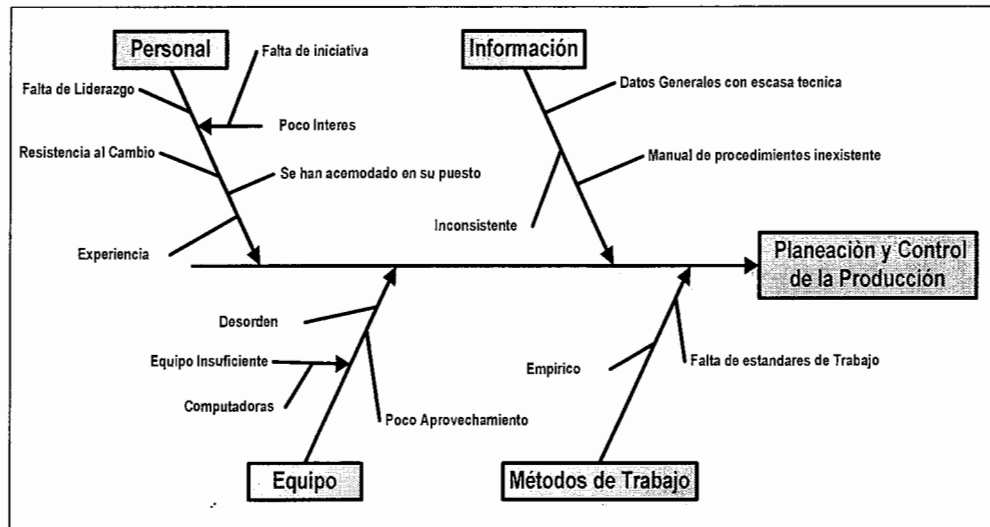 Personal
Falta de iniciativa
Información
Falta de Liderazgo
Datos Generales con escasa tecnica
Poco Interes
Resistencia al Cambio
Manual de procedimientos inexistente
Se han acomodado en su puesto
Inconsistente
Experiencia
Planeaciòn y Control
de la Producción
Desorden
Equipo Insuficiente
Empirico
Falta de estandares de Trabajo
Computadoras
Poco Aprovechamiento
Equipo
Métodos de Trabajo